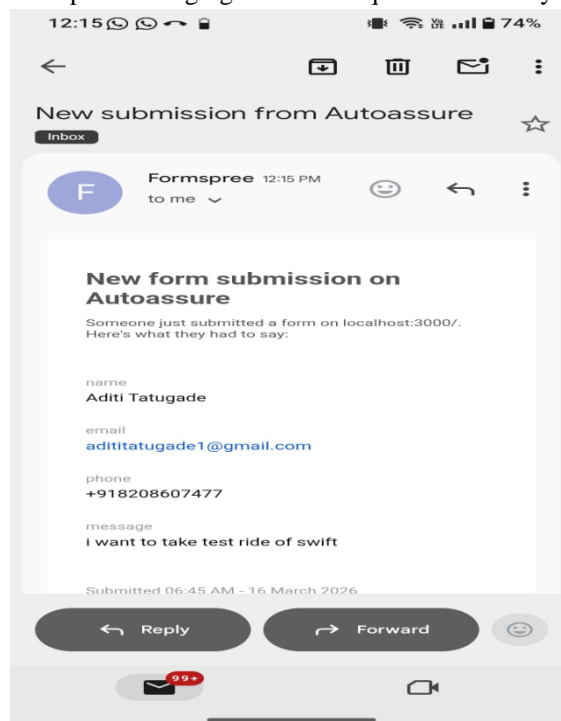 12:15 74%
New submission from Autoassure
Inbox
F
Formspree 12:15 PM
to me
New form submission on
Autoassure
Someone just submitted a form on localhost:3000/.
Here's what they had to say:
name
Aditi Tatugade
email
adititatugade1@gmail.com
phone
+918208607477
message
i want to take test ride of swift
Submitted 06:45 AM - 16 March 2026
Reply Forward
99+